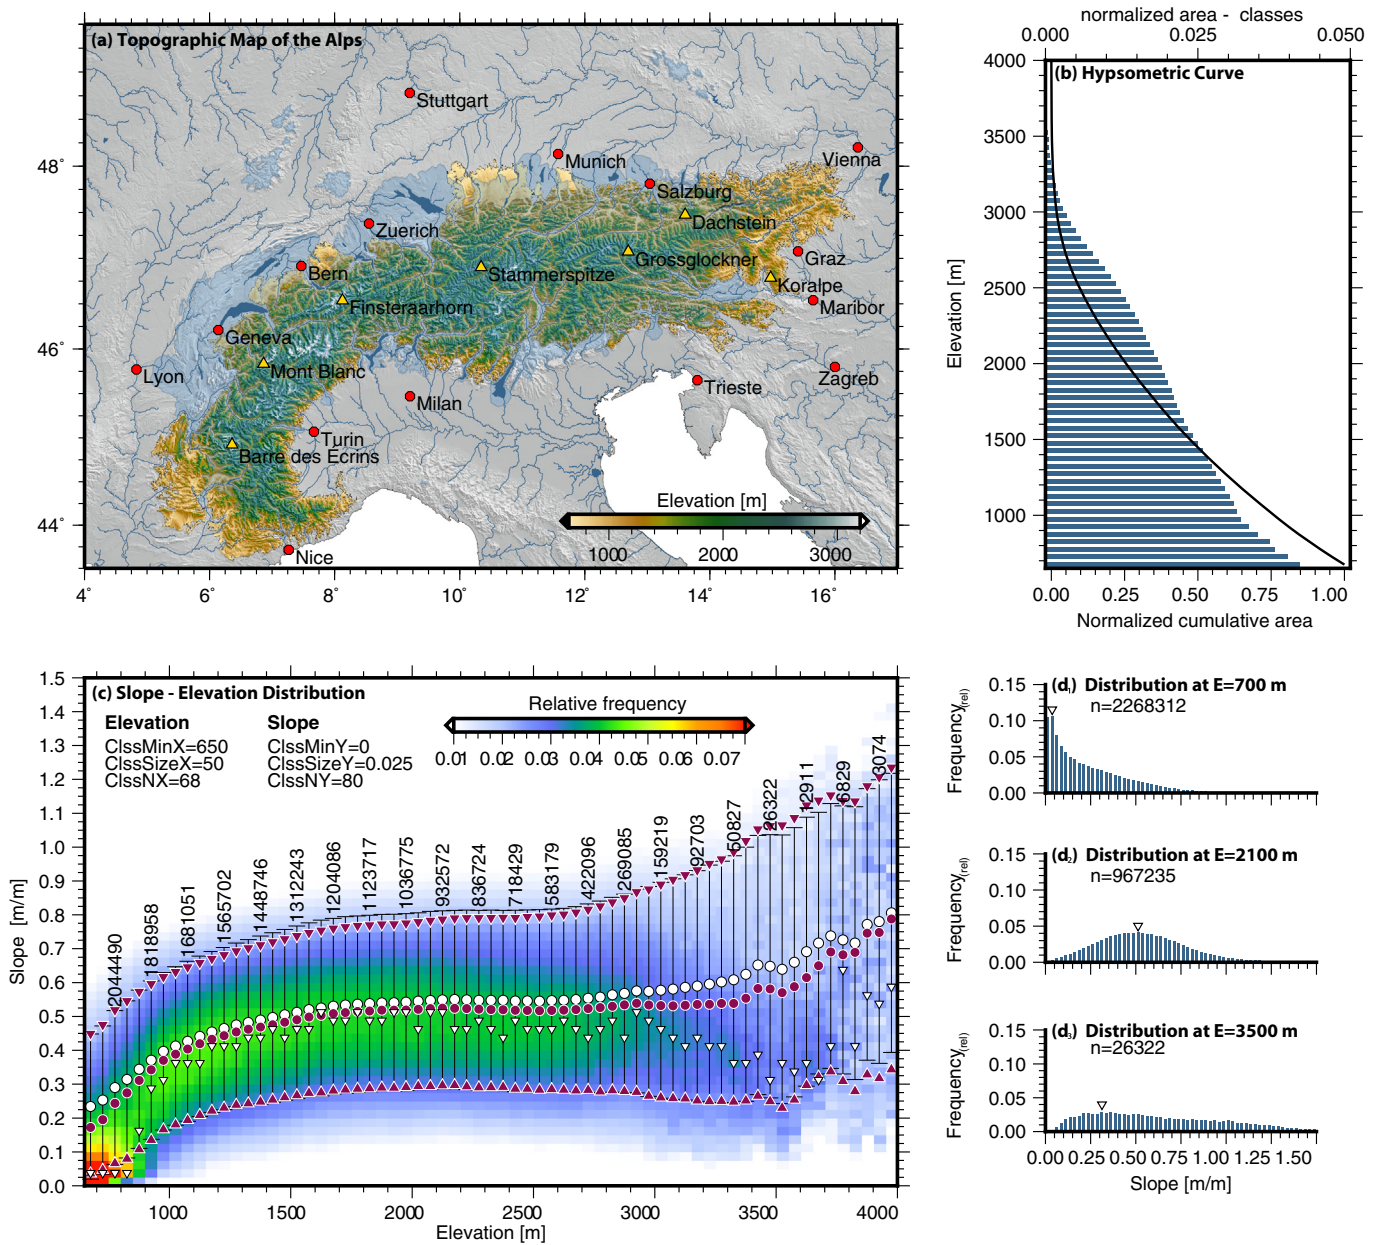 (a) Topographic Map of the Alps
Stuttgart
Munich
Vienna
Salzburg
Dachstein
Zuerich
Bern
Stammerspitze
Grossglockner
Graz
Koralpe
Finsteraarhorn
Maribor
Geneva
Mont Blanc
Lyon
Milan
Trieste
Zagreb
Turin
Barre des Ecrins
Nice
Elevation [m]
1000 2000 3000
48°
46°
44°
4° 6° 8° 10° 12° 14° 16°
normalized area - classes
0.000 0.025 0.050
(b) Hypsometric Curve
4000
3500
3000
2500
2000
1500
1000
Elevation [m]
0.00 0.25 0.50 0.75 1.00
Normalized cumulative area
(c) Slope - Elevation Distribution
Elevation
ClssMinX=650
ClssSizeX=50
ClssNX=68
Slope
ClssMinY=0
ClssSizeY=0.025
ClssNY=80
Relative frequency
0.01 0.02 0.03 0.04 0.05 0.06 0.07
2044490
1818958
1681051
1565702
1448746
1312243
1204086
1123717
1036775
932572
836724
718429
583179
422096
269085
159219
92703
50827
26322
12911
6829
3074
1.5
1.4
1.3
1.2
1.1
1.0
0.9
0.8
0.7
0.6
0.5
0.4
0.3
0.2
0.1
0.0
Slope [m/m]
1000 1500 2000 2500 3000 3500 4000
Elevation [m]
(d₁) Distribution at E=700 m
n=2268312
0.15
0.10
0.05
0.00
Frequency(rel)
(d₂) Distribution at E=2100 m
n=967235
0.15
0.10
0.05
0.00
Frequency(rel)
(d₃) Distribution at E=3500 m
n=26322
0.15
0.10
0.05
0.00
Frequency(rel)
0.00 0.25 0.50 0.75 1.00 1.25 1.50
Slope [m/m]